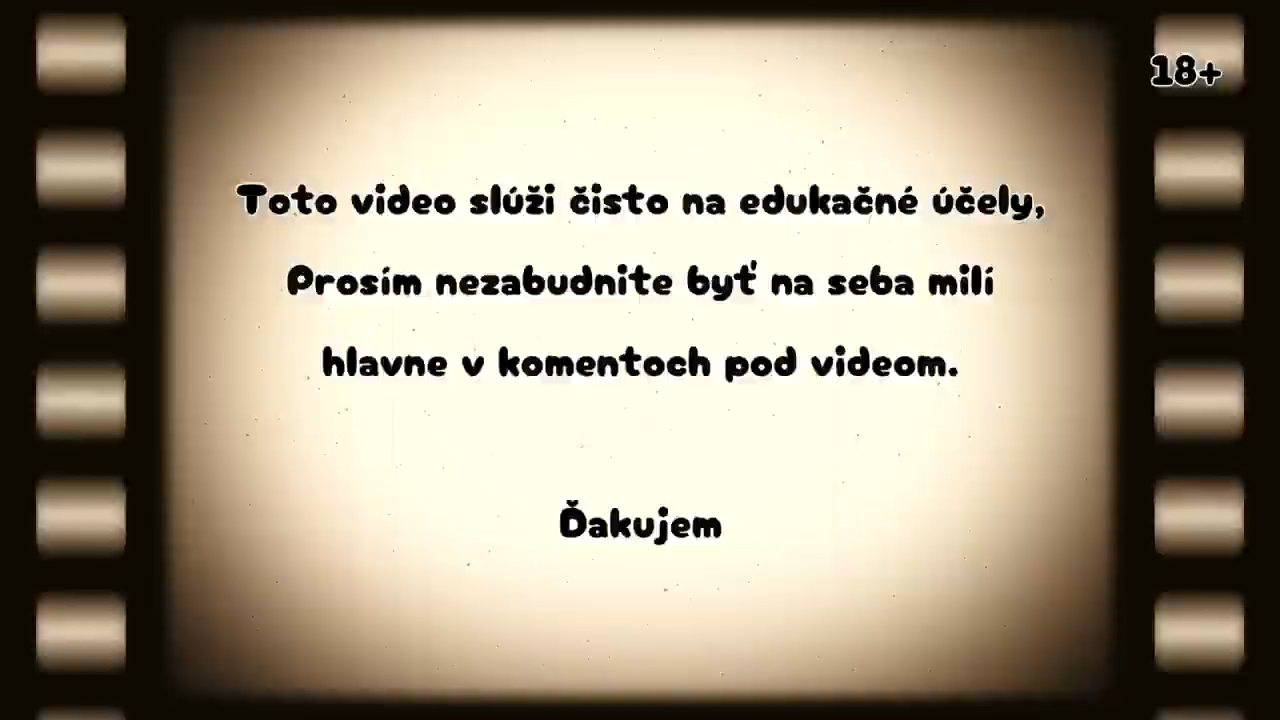 18+
Toto video slúži čisto na edukačné účely,
Prosím nezabudnite byť na seba milí
hlavne v komentoch pod videom.
Ďakujem